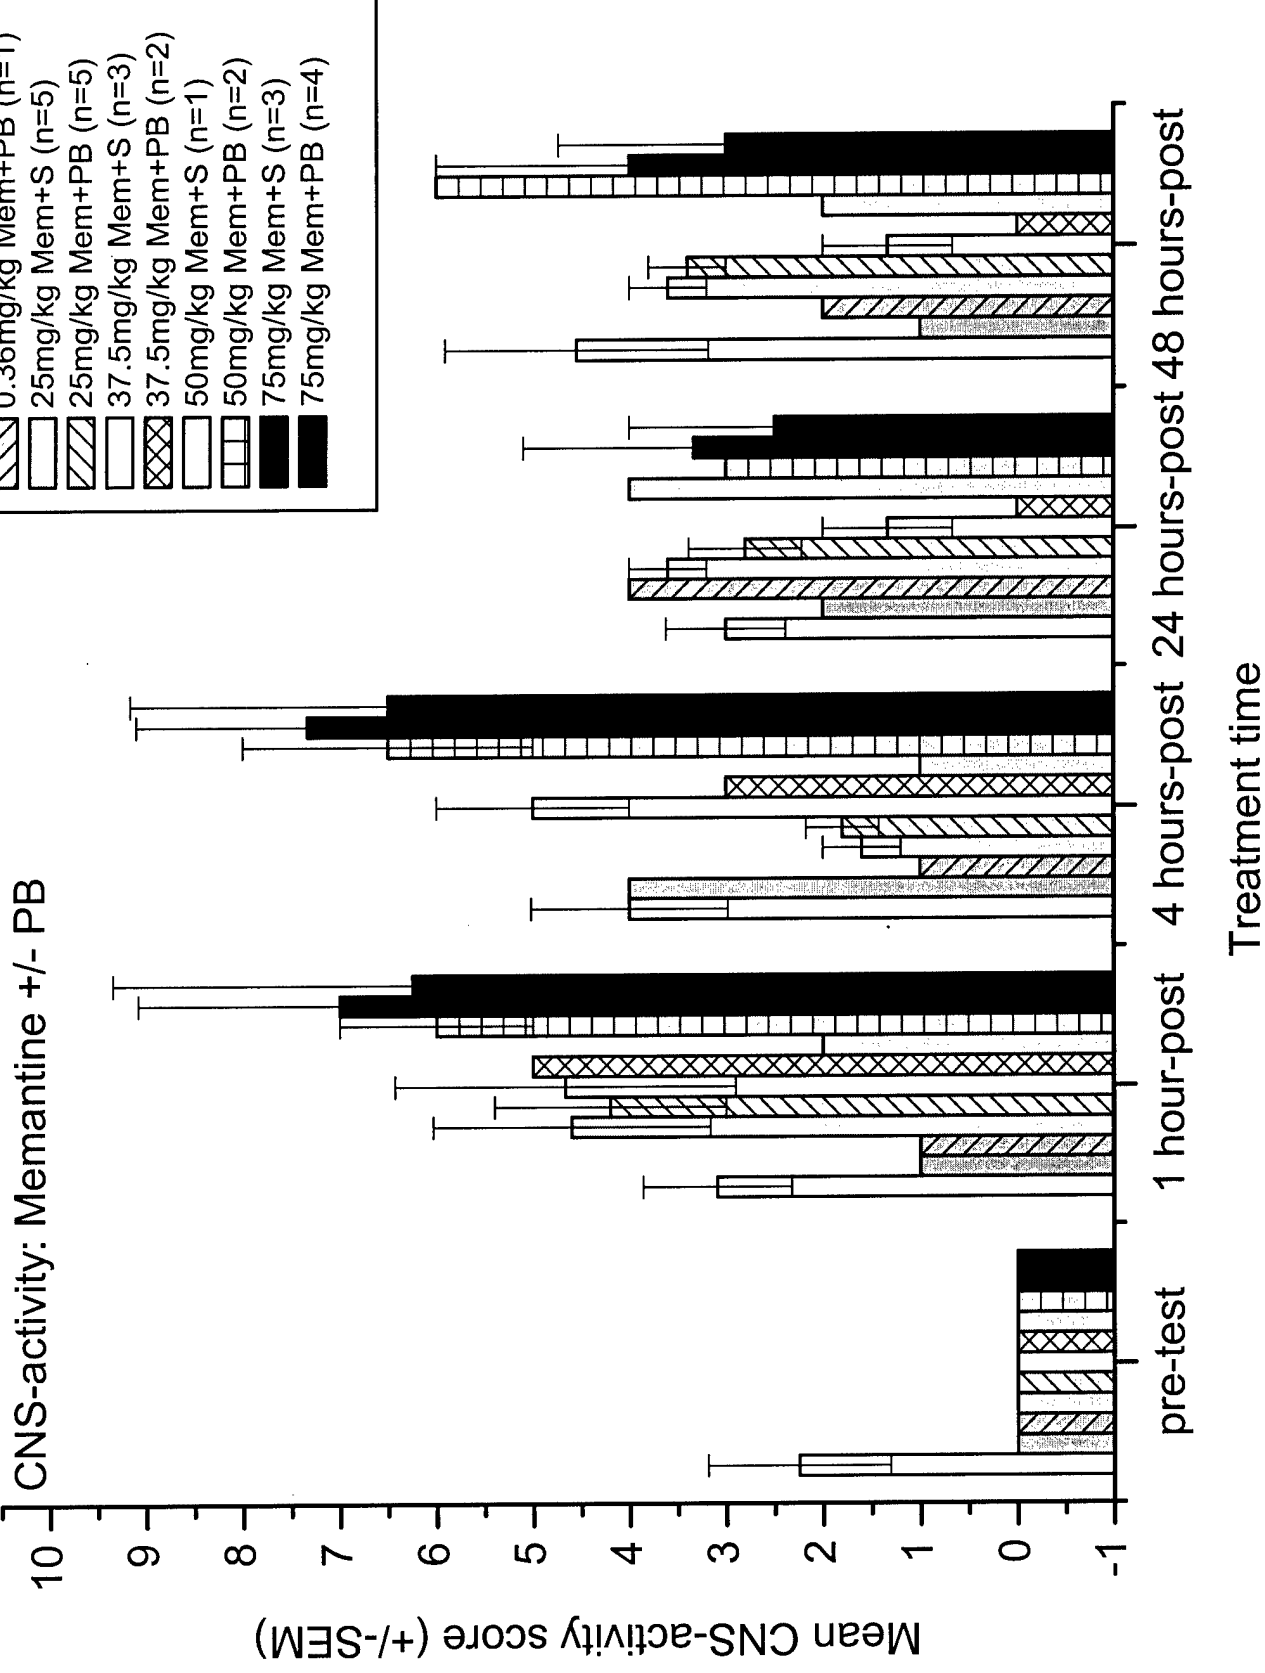 CNS-activity: Memantine +/- PB
0.36mg/kg Mem+PB (n=1)
25mg/kg Mem+S (n=5)
25mg/kg Mem+PB (n=5)
37.5mg/kg Mem+S (n=3)
37.5mg/kg Mem+PB (n=2)
50mg/kg Mem+S (n=1)
50mg/kg Mem+PB (n=2)
75mg/kg Mem+S (n=3)
75mg/kg Mem+PB (n=4)
Mean CNS-activity score (+/-SEM)
10
9
8
7
6
5
4
3
2
1
0
-1
pre-test
1 hour-post
4 hours-post
24 hours-post
48 hours-post
Treatment time